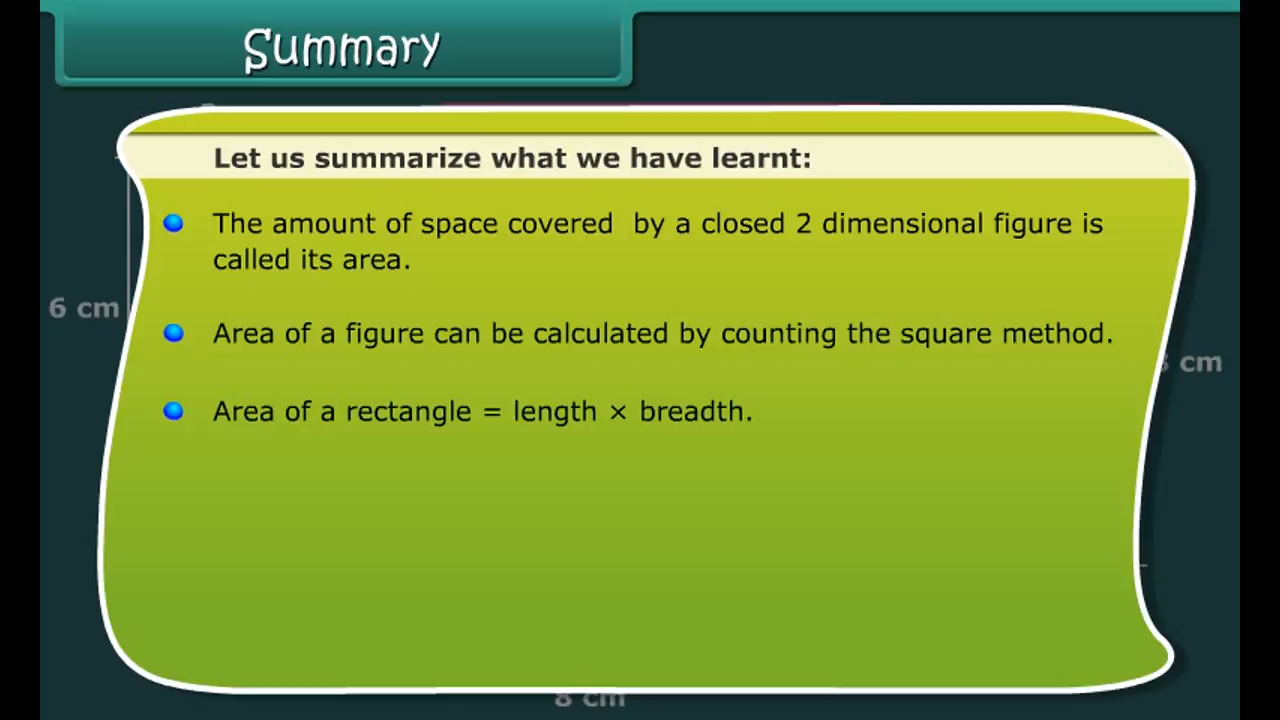 Summary
Let us summarize what we have learnt:
The amount of space covered by a closed 2 dimensional figure is
called its area.
6 cm
Area of a figure can be calculated by counting the square method.
cm
Area of a rectangle = length × breadth.
8 cm